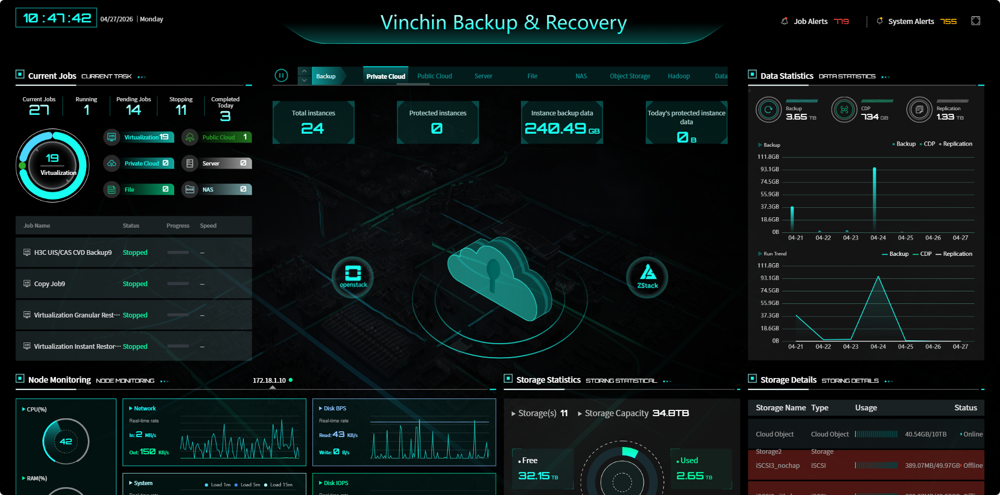 10:47:42 04/27/2026 | Monday
Vinchin Backup & Recovery
Job Alerts 779 System Alerts 755
Current Jobs CURRENT TASK
Current Jobs Running Pending Jobs Stopping Completed Today
27 1 14 11 3
19
Virtualization
Virtualization 19 Public Cloud 1
Private Cloud 0 Server 0
File 0 NAS NAS 0
Job Name Status Progress Speed
vm H3C UIS/CAS CVD Backup9 Stopped --
vm Copy Job9 Stopped --
vm Virtualization Granular Rest··· Stopped --
vm Virtualization Instant Restor··· Stopped --
Backup Private Cloud Public Cloud Server File NAS Object Storage Hadoop Data
Total instances
24
Protected instances
0
Instance backup data
240.49 GB
Today's protected instance data
0 B
openstack
ZStack
Data Statistics DATA STATISTICS
Backup
3.65 TB
CDP
734 GB
Replication
1.33 TB
Backup
Backup CDP Replication
111.8GB
93.1GB
74.5GB
55.9GB
37.3GB
18.6GB
0B
04-21 04-22 04-23 04-24 04-25 04-26 04-27
Run Trend
Backup CDP Replication
111.8GB
93.1GB
74.5GB
55.9GB
37.3GB
18.6GB
0B
04-21 04-22 04-23 04-24 04-25 04-26 04-27
Node Monitoring NODE MONITORING
172.18.1.10
CPU(%)
42
RAM(%)
Network
Real-time rate
In: 2 MB/s
Out: 150 KB/s
Disk BPS
Real-time rate
Read: 43 KB/s
Write: 0 B/s
System
Load 1m Load 5m Load 15m
Real-time rate
Disk IOPS
Real-time rate
Storage Statistics STORING STATISTICAL
Storage(s) 11 Storage Capacity 34.8TB
Free
32.15 TB
Used
2.65 TB
Storage Details STORING DETAILS
Storage Name Type Usage Status
Cloud Object Storage2 Cloud Object Storage 40.54GB/10TB Online
iSCSI3_nochap iSCSI 389.07MB/49.97GB Offline